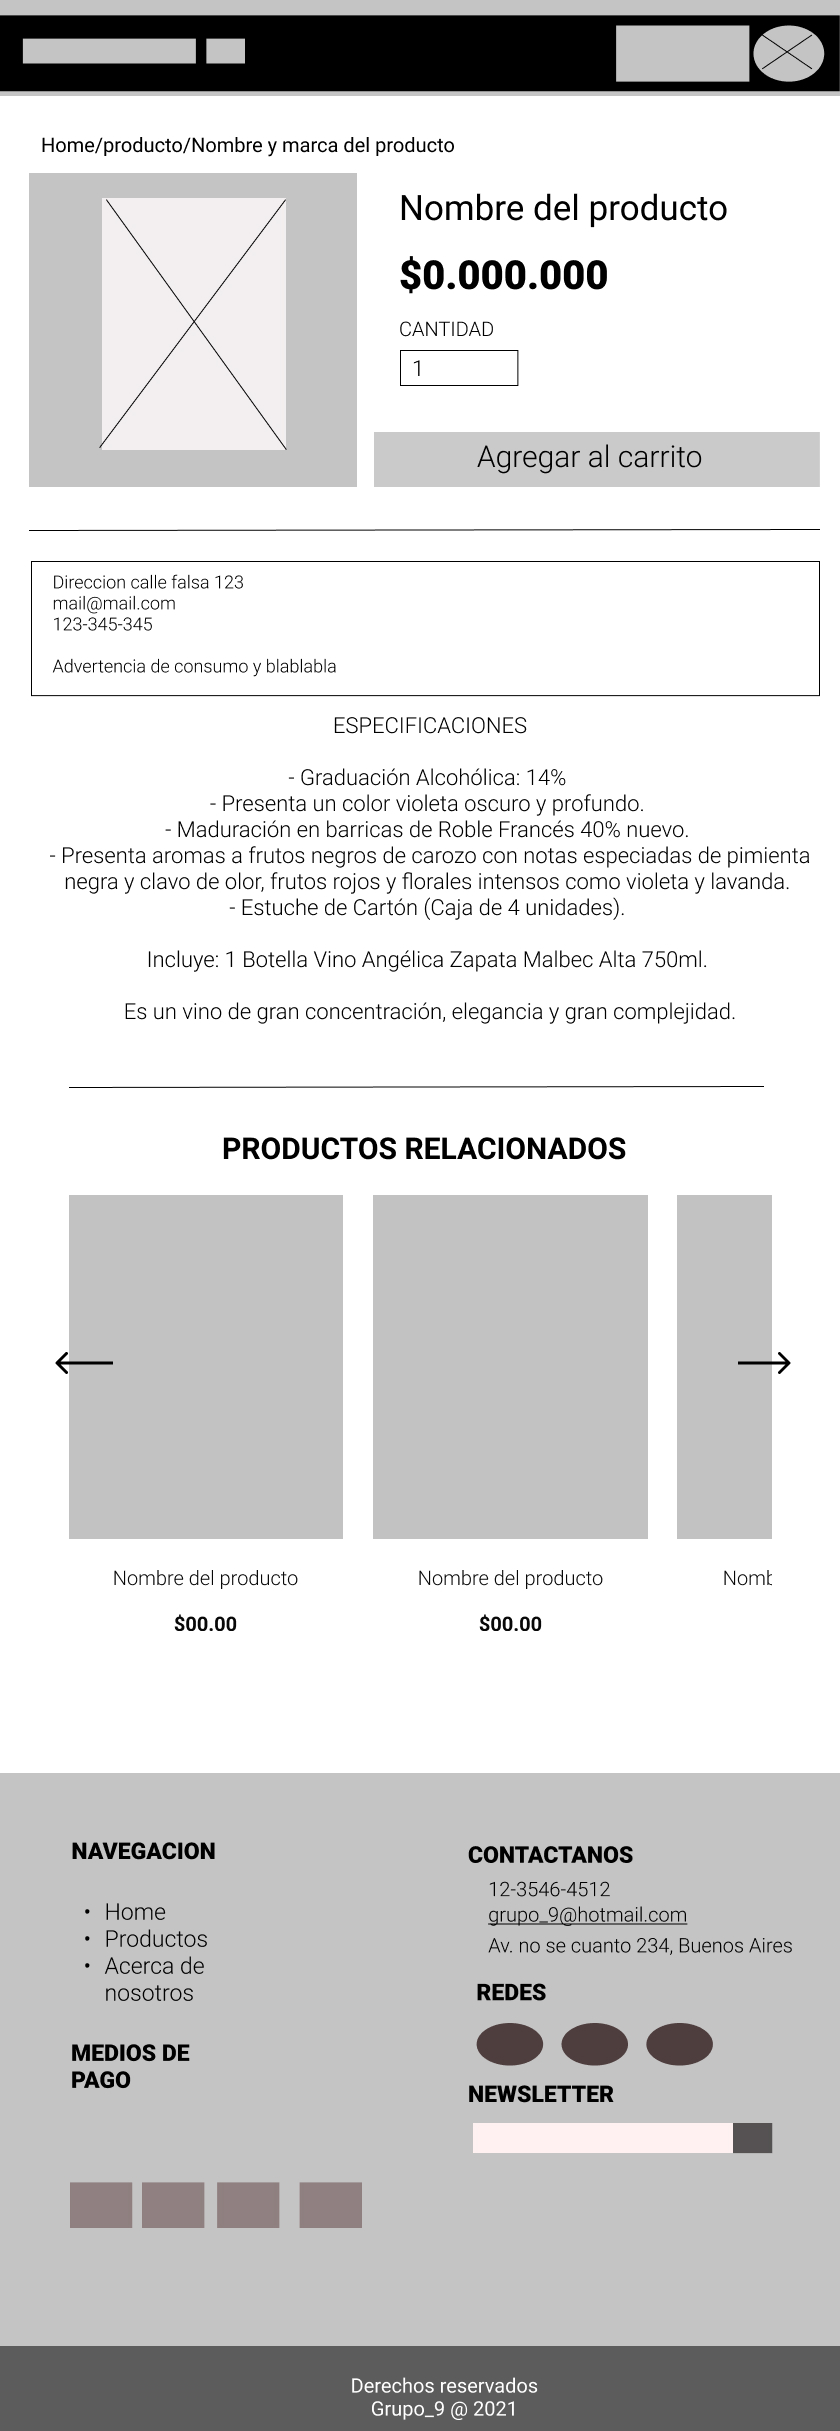 Home/producto/Nombre y marca del producto
Nombre del producto
$0.000.000
CANTIDAD
1
Agregar al carrito
Direccion calle falsa 123
mail@mail.com
123-345-345
Advertencia de consumo y blablabla
ESPECIFICACIONES
- Graduación Alcohólica: 14%
- Presenta un color violeta oscuro y profundo.
- Maduración en barricas de Roble Francés 40% nuevo.
- Presenta aromas a frutos negros de carozo con notas especiadas de pimienta
negra y clavo de olor, frutos rojos y florales intensos como violeta y lavanda.
- Estuche de Cartón (Caja de 4 unidades).
Incluye: 1 Botella Vino Angélica Zapata Malbec Alta 750ml.
Es un vino de gran concentración, elegancia y gran complejidad.
PRODUCTOS RELACIONADOS
Nombre del producto
$00.00
Nombre del producto
$00.00
Nomb
NAVEGACION
• Home
• Productos
• Acerca de
nosotros
MEDIOS DE
PAGO
CONTACTANOS
12-3546-4512
grupo_9@hotmail.com
Av. no se cuanto 234, Buenos Aires
REDES
NEWSLETTER
Derechos reservados
Grupo_9 @ 2021